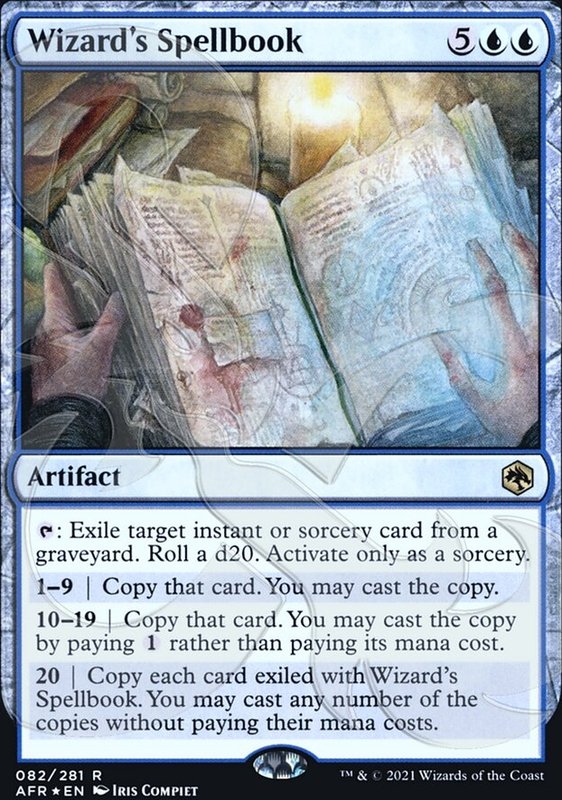 Wizard's Spellbook 5
Artifact
: Exile target instant or sorcery card from a
graveyard. Roll a d20. Activate only as a sorcery.
1–9 | Copy that card. You may cast the copy.
10–19 | Copy that card. You may cast the copy
by paying 1 rather than paying its mana cost.
20 | Copy each card exiled with Wizard's
Spellbook. You may cast any number of the
copies without paying their mana costs.
082/281 R
AFR ★ EN Iris Compiet
™ & © 2021 Wizards of the Coast